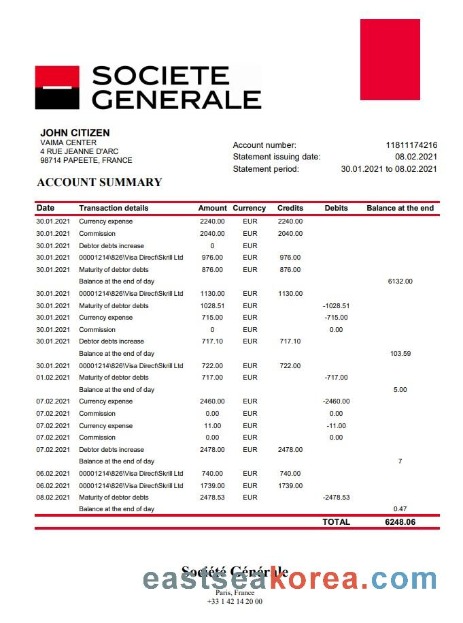 SOCIETE
GENERALE
JOHN CITIZEN
VAIMA CENTER
4 RUE JEANNE D'ARC
98714 PAPEETE, FRANCE
Account number: 11811174216
Statement issuing date: 08.02.2021
Statement period: 30.01.2021 to 08.02.2021
ACCOUNT SUMMARY
Date Transaction details Amount Currency Credits Debits Balance at the end
30.01.2021 Currency expense 2240.00 EUR 2240.00
30.01.2021 Commission 2040.00 EUR 2040.00
30.01.2021 Debtor debts increase 0 EUR
30.01.2021 00001214\826\Visa Direct\Skrill Ltd 976.00 EUR 976.00
30.01.2021 Maturity of debtor debts 876.00 EUR 876.00
Balance at the end of day 6132.00
30.01.2021 00001214\826\Visa Direct\Skrill Ltd 1130.00 EUR 1130.00
30.01.2021 Maturity of debtor debts 1028.51 EUR -1028.51
30.01.2021 Currency expense 715.00 EUR -715.00
30.01.2021 Commission 0 EUR 0.00
30.01.2021 Debtor debts increase 717.10 EUR 717.10
Balance at the end of day 103.59
30.01.2021 00001214\826\Visa Direct\Skrill Ltd 722.00 EUR 722.00
01.02.2021 Maturity of debtor debts 717.00 EUR -717.00
Balance at the end of day 5.00
07.02.2021 Currency expense 2460.00 EUR -2460.00
07.02.2021 Commission 0.00 EUR 0.00
07.02.2021 Currency expense 11.00 EUR -11.00
07.02.2021 Commission 0.00 EUR 0.00
07.02.2021 Debtor debts increase 2478.00 EUR 2478.00
Balance at the end of day 7
06.02.2021 00001214\826\Visa Direct\Skrill Ltd 740.00 EUR 740.00
06.02.2021 00001214\826\Visa Direct\Skrill Ltd 1739.00 EUR 1739.00
08.02.2021 Maturity of debtor debts 2478.53 EUR -2478.53
Balance at the end of day 0.47
TOTAL 6248.06
Société Générale
eastseakorea.com
Paris, France
+33 1 42 14 20 00